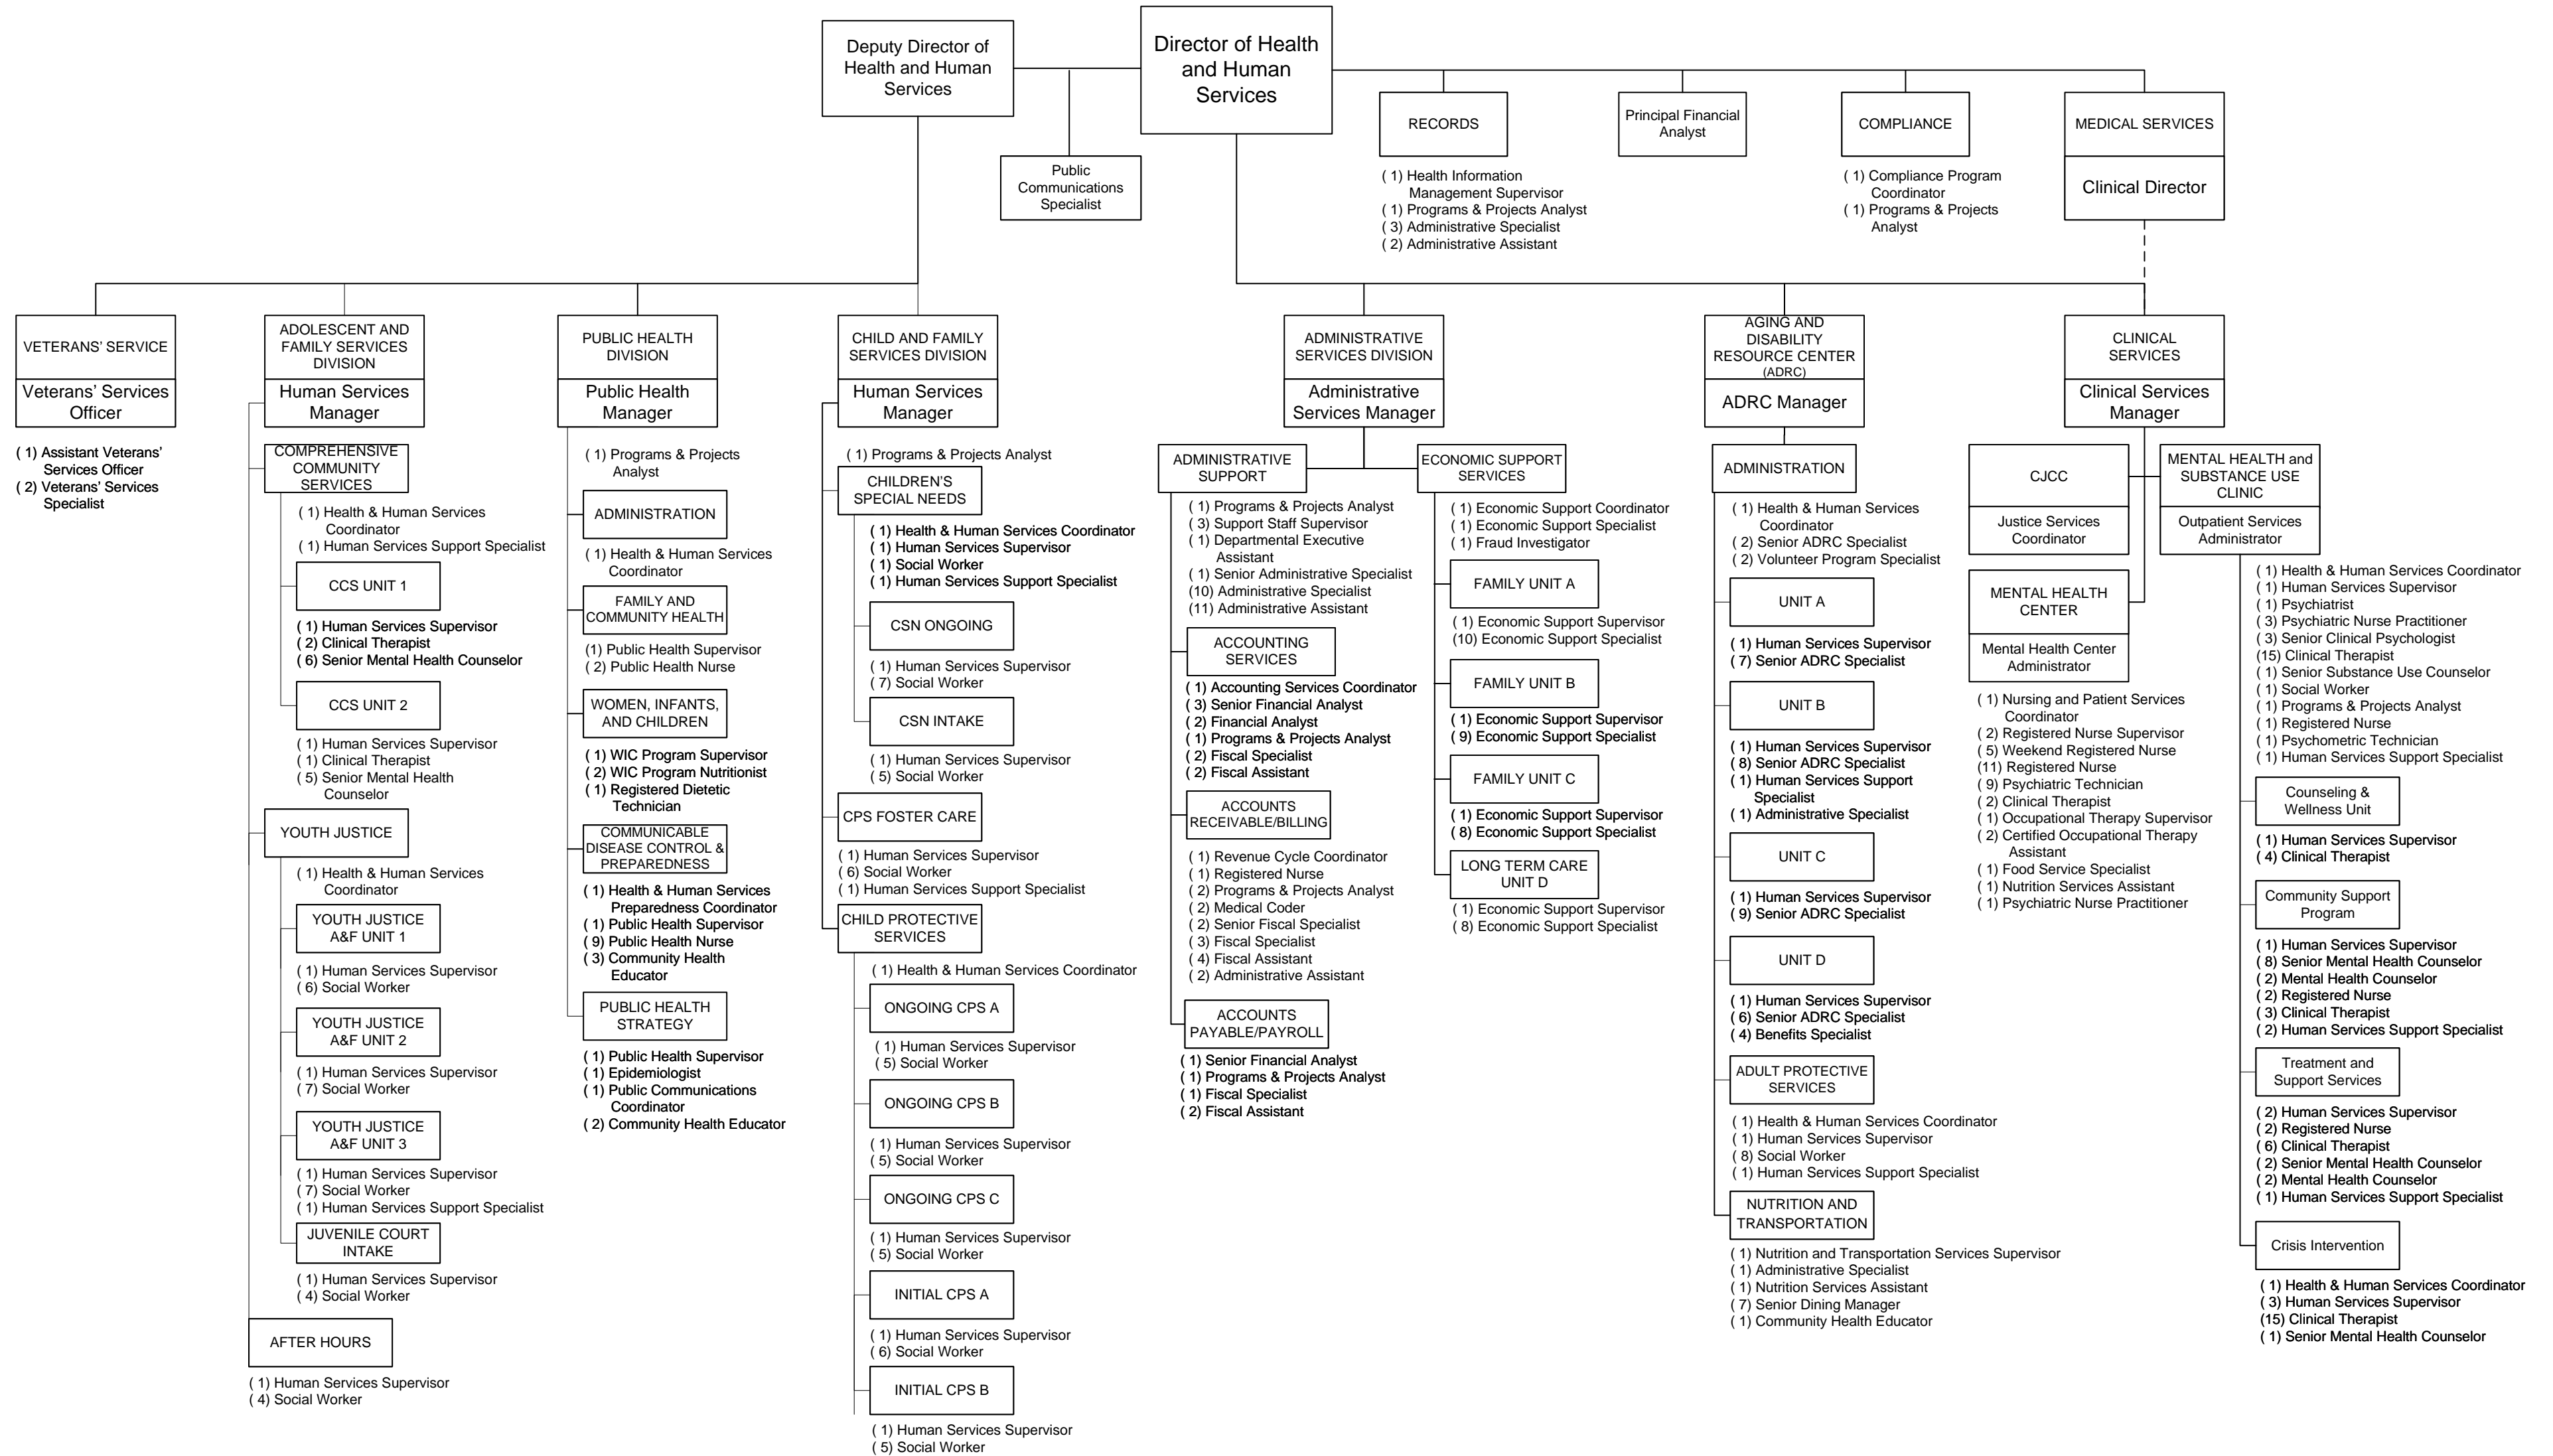 Deputy Director of
Health and Human
Services
Director of Health
and Human
Services
Public
Communications
Specialist
RECORDS
( 1) Health Information
Management Supervisor
( 1) Programs & Projects Analyst
( 3) Administrative Specialist
( 2) Administrative Assistant
Principal Financial
Analyst
COMPLIANCE
( 1) Compliance Program
Coordinator
( 1) Programs & Projects
Analyst
MEDICAL SERVICES
Clinical Director
VETERANS' SERVICE
Veterans' Services
Officer
( 1) Assistant Veterans'
Services Officer
( 2) Veterans' Services
Specialist
ADOLESCENT AND
FAMILY SERVICES
DIVISION
Human Services
Manager
COMPREHENSIVE
COMMUNITY
SERVICES
( 1) Health & Human Services
Coordinator
( 1) Human Services Support Specialist
CCS UNIT 1
( 1) Human Services Supervisor
( 2) Clinical Therapist
( 6) Senior Mental Health Counselor
CCS UNIT 2
( 1) Human Services Supervisor
( 1) Clinical Therapist
( 5) Senior Mental Health
Counselor
YOUTH JUSTICE
( 1) Health & Human Services
Coordinator
YOUTH JUSTICE
A&F UNIT 1
( 1) Human Services Supervisor
( 6) Social Worker
YOUTH JUSTICE
A&F UNIT 2
( 1) Human Services Supervisor
( 7) Social Worker
YOUTH JUSTICE
A&F UNIT 3
( 1) Human Services Supervisor
( 7) Social Worker
( 1) Human Services Support Specialist
JUVENILE COURT
INTAKE
( 1) Human Services Supervisor
( 4) Social Worker
AFTER HOURS
( 1) Human Services Supervisor
( 4) Social Worker
PUBLIC HEALTH
DIVISION
Public Health
Manager
( 1) Programs & Projects
Analyst
ADMINISTRATION
( 1) Health & Human Services
Coordinator
FAMILY AND
COMMUNITY HEALTH
(1) Public Health Supervisor
( 2) Public Health Nurse
WOMEN, INFANTS,
AND CHILDREN
( 1) WIC Program Supervisor
( 2) WIC Program Nutritionist
( 1) Registered Dietetic
Technician
COMMUNICABLE
DISEASE CONTROL &
PREPAREDNESS
( 1) Health & Human Services
Preparedness Coordinator
( 1) Public Health Supervisor
( 9) Public Health Nurse
( 3) Community Health
Educator
PUBLIC HEALTH
STRATEGY
( 1) Public Health Supervisor
( 1) Epidemiologist
( 1) Public Communications
Coordinator
( 2) Community Health Educator
CHILD AND FAMILY
SERVICES DIVISION
Human Services
Manager
( 1) Programs & Projects Analyst
CHILDREN'S
SPECIAL NEEDS
( 1) Health & Human Services Coordinator
( 1) Human Services Supervisor
( 1) Social Worker
( 1) Human Services Support Specialist
CSN ONGOING
( 1) Human Services Supervisor
( 7) Social Worker
CSN INTAKE
( 1) Human Services Supervisor
( 5) Social Worker
CPS FOSTER CARE
( 1) Human Services Supervisor
( 6) Social Worker
( 1) Human Services Support Specialist
CHILD PROTECTIVE
SERVICES
( 1) Health & Human Services Coordinator
ONGOING CPS A
( 1) Human Services Supervisor
( 5) Social Worker
ONGOING CPS B
( 1) Human Services Supervisor
( 5) Social Worker
ONGOING CPS C
( 1) Human Services Supervisor
( 5) Social Worker
INITIAL CPS A
( 1) Human Services Supervisor
( 6) Social Worker
INITIAL CPS B
( 1) Human Services Supervisor
( 5) Social Worker
ADMINISTRATIVE
SERVICES DIVISION
Administrative
Services Manager
ADMINISTRATIVE
SUPPORT
( 1) Programs & Projects Analyst
( 3) Support Staff Supervisor
( 1) Departmental Executive
Assistant
( 1) Senior Administrative Specialist
(10) Administrative Specialist
(11) Administrative Assistant
ACCOUNTING
SERVICES
( 1) Accounting Services Coordinator
( 3) Senior Financial Analyst
( 2) Financial Analyst
( 1) Programs & Projects Analyst
( 2) Fiscal Specialist
( 2) Fiscal Assistant
ACCOUNTS
RECEIVABLE/BILLING
( 1) Revenue Cycle Coordinator
( 1) Registered Nurse
( 2) Programs & Projects Analyst
( 2) Medical Coder
( 2) Senior Fiscal Specialist
( 3) Fiscal Specialist
( 4) Fiscal Assistant
( 2) Administrative Assistant
ACCOUNTS
PAYABLE/PAYROLL
( 1) Senior Financial Analyst
( 1) Programs & Projects Analyst
( 1) Fiscal Specialist
( 2) Fiscal Assistant
ECONOMIC SUPPORT
SERVICES
( 1) Economic Support Coordinator
( 1) Economic Support Specialist
( 1) Fraud Investigator
FAMILY UNIT A
( 1) Economic Support Supervisor
(10) Economic Support Specialist
FAMILY UNIT B
( 1) Economic Support Supervisor
( 9) Economic Support Specialist
FAMILY UNIT C
( 1) Economic Support Supervisor
( 8) Economic Support Specialist
LONG TERM CARE
UNIT D
( 1) Economic Support Supervisor
( 8) Economic Support Specialist
AGING AND
DISABILITY
RESOURCE CENTER
(ADRC)
ADRC Manager
ADMINISTRATION
( 1) Health & Human Services
Coordinator
( 2) Senior ADRC Specialist
( 2) Volunteer Program Specialist
UNIT A
( 1) Human Services Supervisor
( 7) Senior ADRC Specialist
UNIT B
( 1) Human Services Supervisor
( 8) Senior ADRC Specialist
( 1) Human Services Support
Specialist
( 1) Administrative Specialist
UNIT C
( 1) Human Services Supervisor
( 9) Senior ADRC Specialist
UNIT D
( 1) Human Services Supervisor
( 6) Senior ADRC Specialist
( 4) Benefits Specialist
ADULT PROTECTIVE
SERVICES
( 1) Health & Human Services Coordinator
( 1) Human Services Supervisor
( 8) Social Worker
( 1) Human Services Support Specialist
NUTRITION AND
TRANSPORTATION
( 1) Nutrition and Transportation Services Supervisor
( 1) Administrative Specialist
( 1) Nutrition Services Assistant
( 7) Senior Dining Manager
( 1) Community Health Educator
CLINICAL
SERVICES
Clinical Services
Manager
CJCC
Justice Services
Coordinator
MENTAL HEALTH
CENTER
Mental Health Center
Administrator
( 1) Nursing and Patient Services
Coordinator
( 2) Registered Nurse Supervisor
( 5) Weekend Registered Nurse
(11) Registered Nurse
( 9) Psychiatric Technician
( 2) Clinical Therapist
( 1) Occupational Therapy Supervisor
( 2) Certified Occupational Therapy
Assistant
( 1) Food Service Specialist
( 1) Nutrition Services Assistant
( 1) Psychiatric Nurse Practitioner
MENTAL HEALTH and
SUBSTANCE USE
CLINIC
Outpatient Services
Administrator
( 1) Health & Human Services Coordinator
( 1) Human Services Supervisor
( 1) Psychiatrist
( 3) Psychiatric Nurse Practitioner
( 3) Senior Clinical Psychologist
(15) Clinical Therapist
( 1) Senior Substance Use Counselor
( 1) Social Worker
( 1) Programs & Projects Analyst
( 1) Registered Nurse
( 1) Psychometric Technician
( 1) Human Services Support Specialist
Counseling &
Wellness Unit
( 1) Human Services Supervisor
( 4) Clinical Therapist
Community Support
Program
( 1) Human Services Supervisor
( 8) Senior Mental Health Counselor
( 2) Mental Health Counselor
( 2) Registered Nurse
( 3) Clinical Therapist
( 2) Human Services Support Specialist
Treatment and
Support Services
( 2) Human Services Supervisor
( 2) Registered Nurse
( 6) Clinical Therapist
( 2) Senior Mental Health Counselor
( 2) Mental Health Counselor
( 1) Human Services Support Specialist
Crisis Intervention
( 1) Health & Human Services Coordinator
( 3) Human Services Supervisor
(15) Clinical Therapist
( 1) Senior Mental Health Counselor